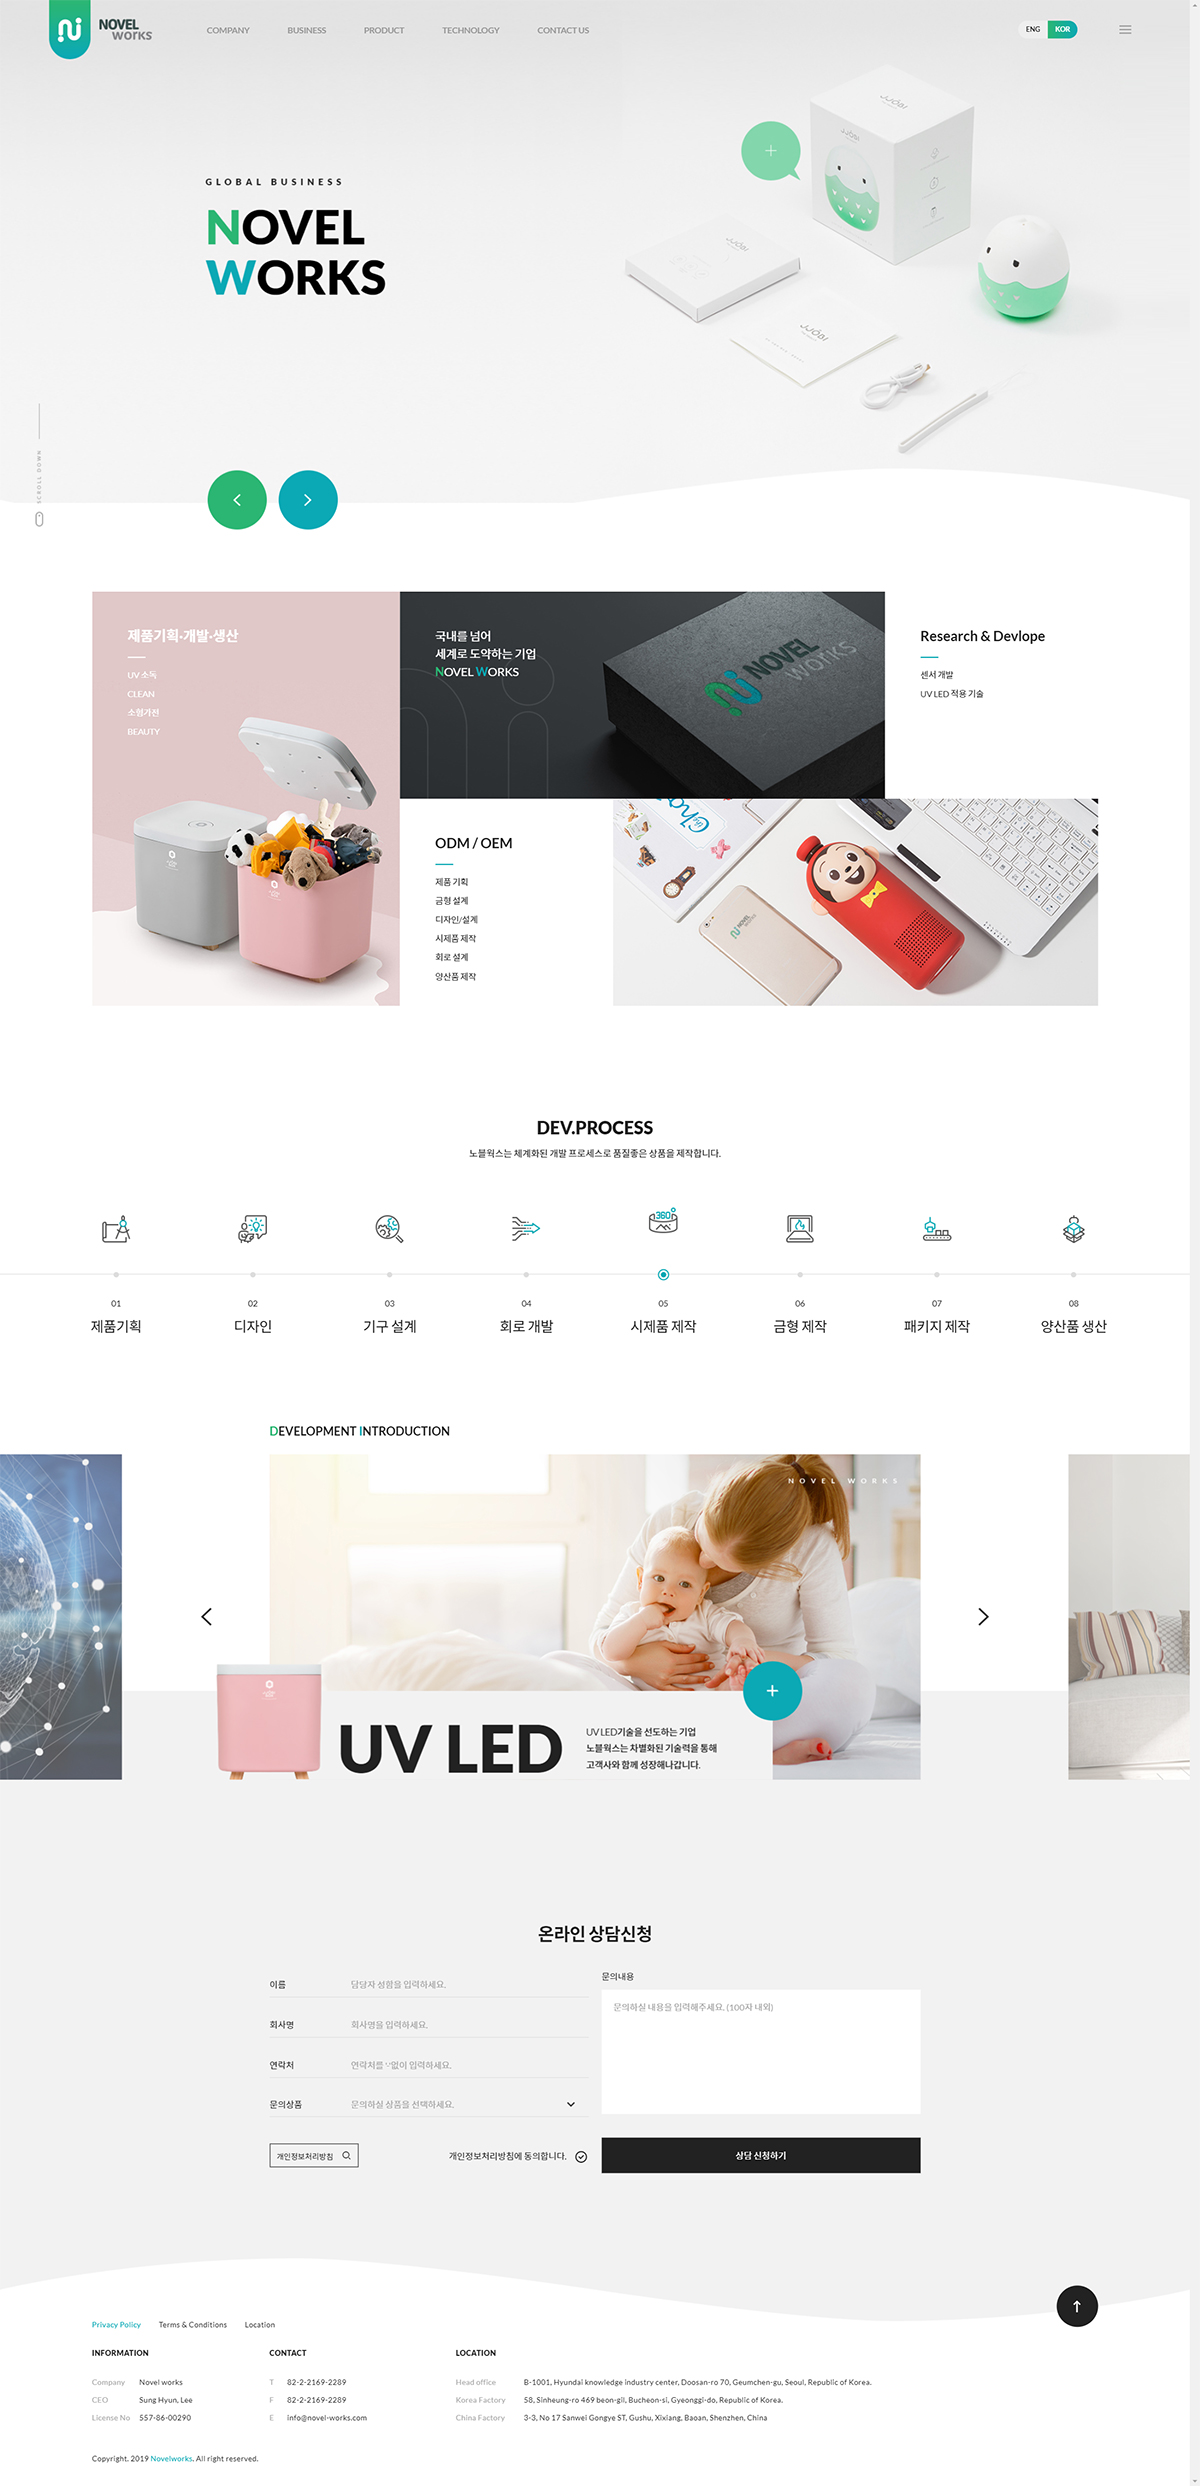 NOVEL
works
COMPANY
BUSINESS
PRODUCT
TECHNOLOGY
CONTACT US
ENG
KOR
GLOBAL BUSINESS
NOVEL
WORKS
JJÓBI
JJÓBI
JJÓBI
JJÓBI
SCROLL DOWN
제품기획·개발·생산
UV 소독
CLEAN
소형가전
BEAUTY
국내를 넘어
세계로 도약하는 기업
NOVEL WORKS
NOVEL
works
Research & Devlope
센서 개발
UV LED 적용 기술
ODM / OEM
제품 기획
금형 설계
디자인/설계
시제품 제작
회로 설계
양산품 제작
NOVEL
works
DEV.PROCESS
노블웍스는 체계화된 개발 프로세스로 품질좋은 상품을 제작합니다.
360
01
제품기획
02
디자인
03
기구 설계
04
회로 개발
05
시제품 제작
06
금형 제작
07
패키지 제작
08
양산품 생산
DEVELOPMENT INTRODUCTION
NOVEL WORKS
UV LED
UV LED기술을 선도하는 기업
노블웍스는 차별화된 기술력을 통해
고객사와 함께 성장해나갑니다.
온라인 상담신청
이름
담당자 성함을 입력하세요.
회사명
회사명을 입력하세요.
연락처
연락처를 '-'없이 입력하세요.
문의상품
문의하실 상품을 선택하세요.
개인정보처리방침
개인정보처리방침에 동의합니다.
문의내용
문의하실 내용을 입력해주세요. (100자 내외)
상담 신청하기
Privacy Policy
Terms & Conditions
Location
INFORMATION
Company Novel works
CEO Sung Hyun, Lee
License No 557-86-00290
CONTACT
T 82-2-2169-2289
F 82-2-2169-2289
E info@novel-works.com
LOCATION
Head office B-1001, Hyundai knowledge industry center, Doosan-ro 70, Geumchen-gu, Seoul, Republic of Korea.
Korea Factory 58, Sinheung-ro 469 beon-gil, Bucheon-si, Gyeonggi-do, Republic of Korea.
China Factory 3-3, No 17 Sanwei Gongye ST, Gushu, Xixiang, Baoan, Shenzhen, China
Copyright. 2019 Novelworks. All right reserved.